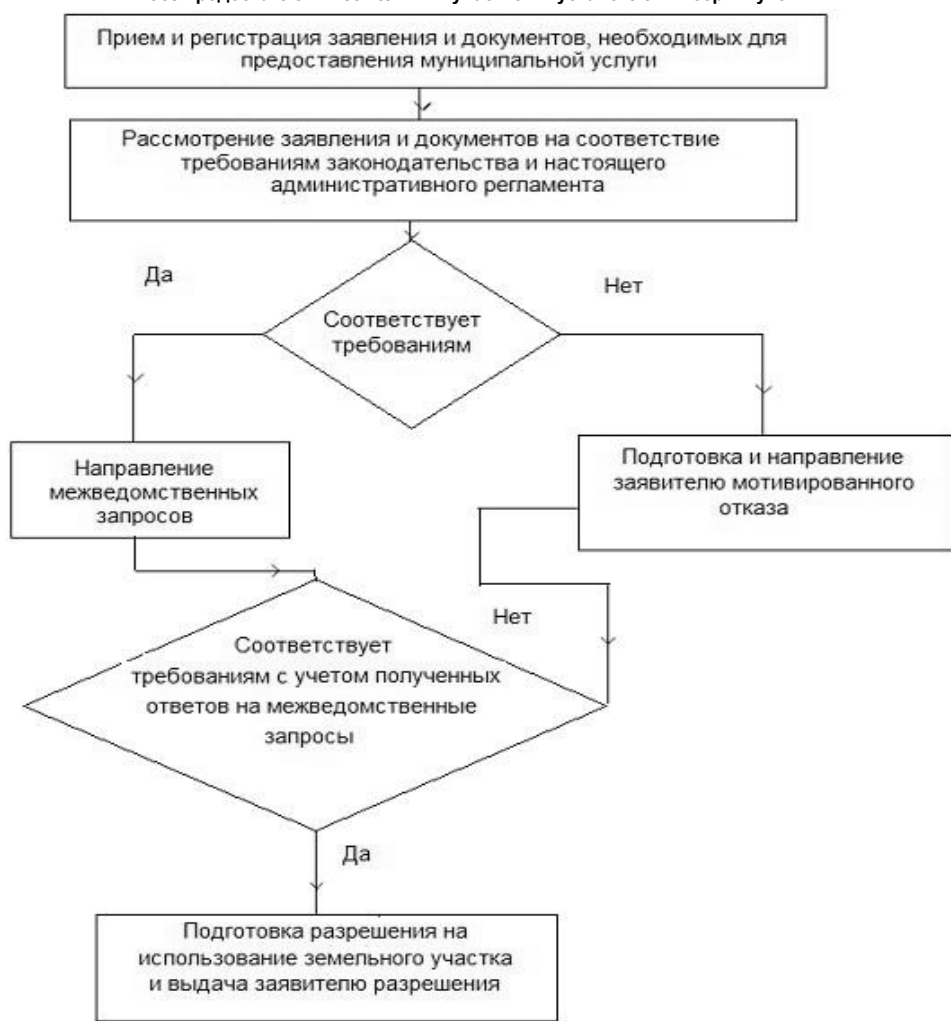 Прием и регистрация заявления и документов, необходимых для
предоставления муниципальной услуги
Рассмотрение заявления и документов на соответствие
требованиям законодательства и настоящего
административного регламента
Да
Нет
Соответствует
требованиям
Направление
межведомственных
запросов
Подготовка и направление
заявителю мотивированного
отказа
Нет
Соответствует
требованиям с учетом полученных
ответов на межведомственные
запросы
Да
Подготовка разрешения на
использование земельного участка
и выдача заявителю разрешения